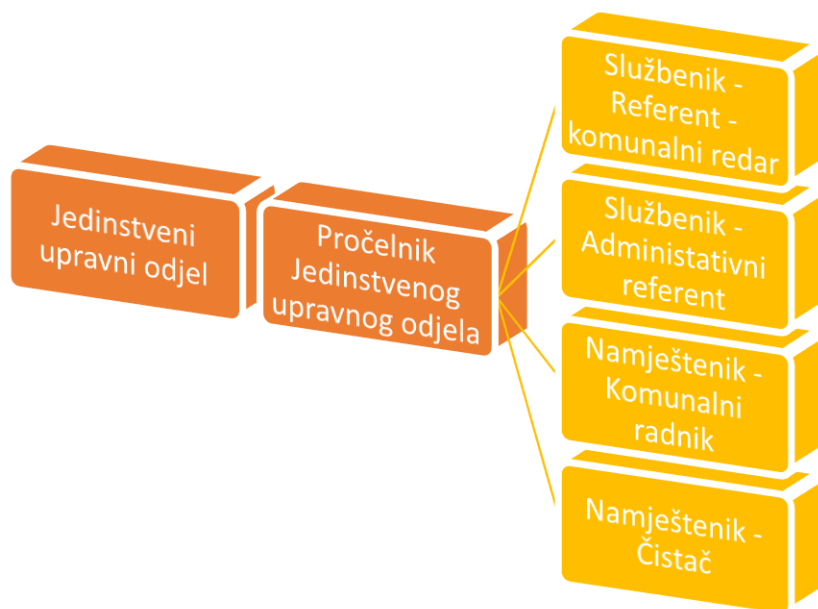 Jedinstveni
upravni odjel
Pročelnik
Jedinstvenog
upravnog odjela
Službenik -
Referent -
komunalni redar
Službenik -
Administativni
referent
Namještenik -
Komunalni
radnik
Namještenik -
Čistač